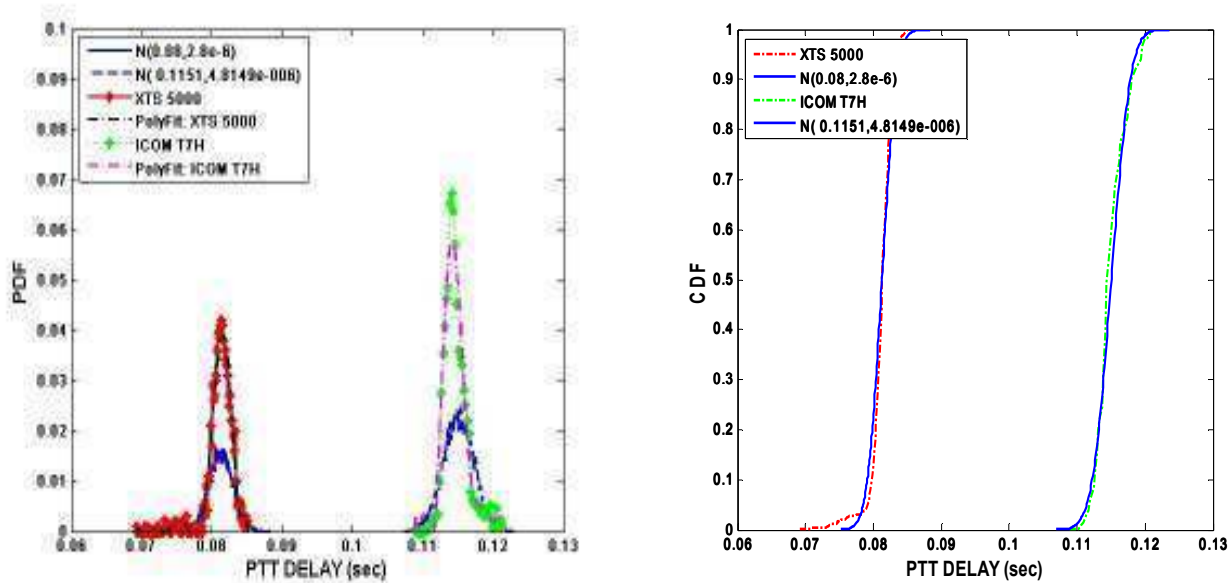 0.1
0.09
0.08
0.07
0.06
0.05
0.04
0.03
0.02
0.01
0
PDF
N(0.08,2.8e-6)
N( 0.1151,4.8149e-006)
XTS 5000
PolyFit: XTS 5000
ICOM T7H
PolyFit: ICOM T7H
0.06 0.07 0.08 0.09 0.1 0.11 0.12 0.13
PTT DELAY (sec)
1
0.9
0.8
0.7
0.6
0.5
0.4
0.3
0.2
0.1
0
C D F
XTS 5000
N(0.08,2.8e-6)
ICOM T7H
N( 0.1151,4.8149e-006)
0.06 0.07 0.08 0.09 0.1 0.11 0.12 0.13
PTT DELAY (sec)